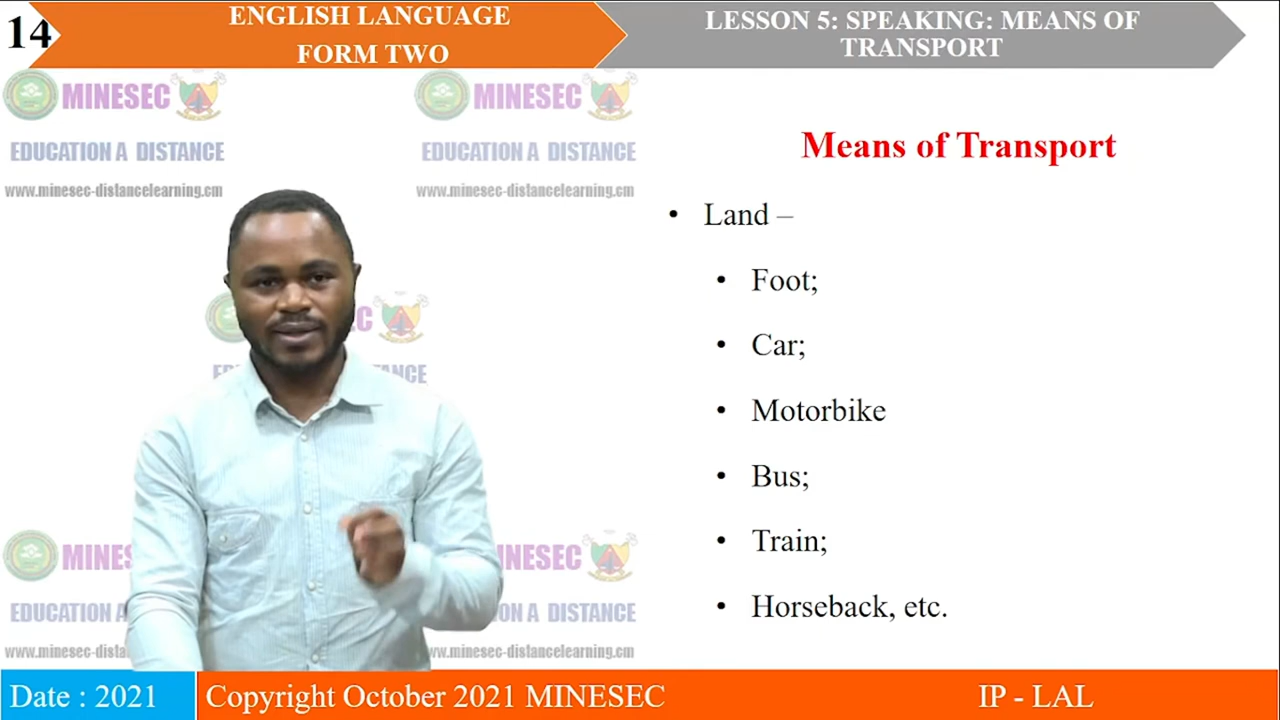 14
ENGLISH LANGUAGE
FORM TWO
LESSON 5: SPEAKING: MEANS OF
TRANSPORT
MINESEC
EDUCATION A DISTANCE
www.minesec-distancelearning.cm
MINESEC
EDUCATION A DISTANCE
www.minesec-distancelearning.cm
Means of Transport
• Land –
• Foot;
• Car;
• Motorbike
• Bus;
• Train;
• Horseback, etc.
Date : 2021
Copyright October 2021 MINESEC
IP - LAL